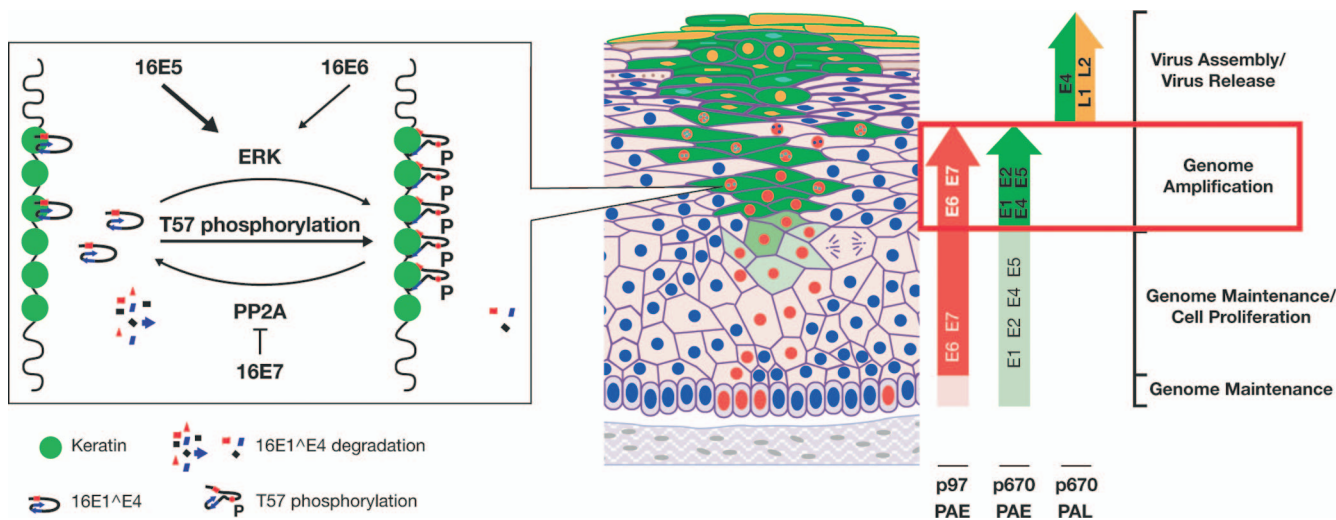 16E5
16E6
ERK
T57 phosphorylation
PP2A
16E7
P
P
P
P
P
Keratin
16E1^E4 degradation
16E1^E4
P
T57 phosphorylation
E6 E7
E6 E7
E1 E2
E4 E5
E1 E2 E4 E5
E4
L1 L2
Virus Assembly/
Virus Release
Genome
Amplification
Genome Maintenance/
Cell Proliferation
Genome Maintenance
p97
PAE
p670
PAE
p670
PAL